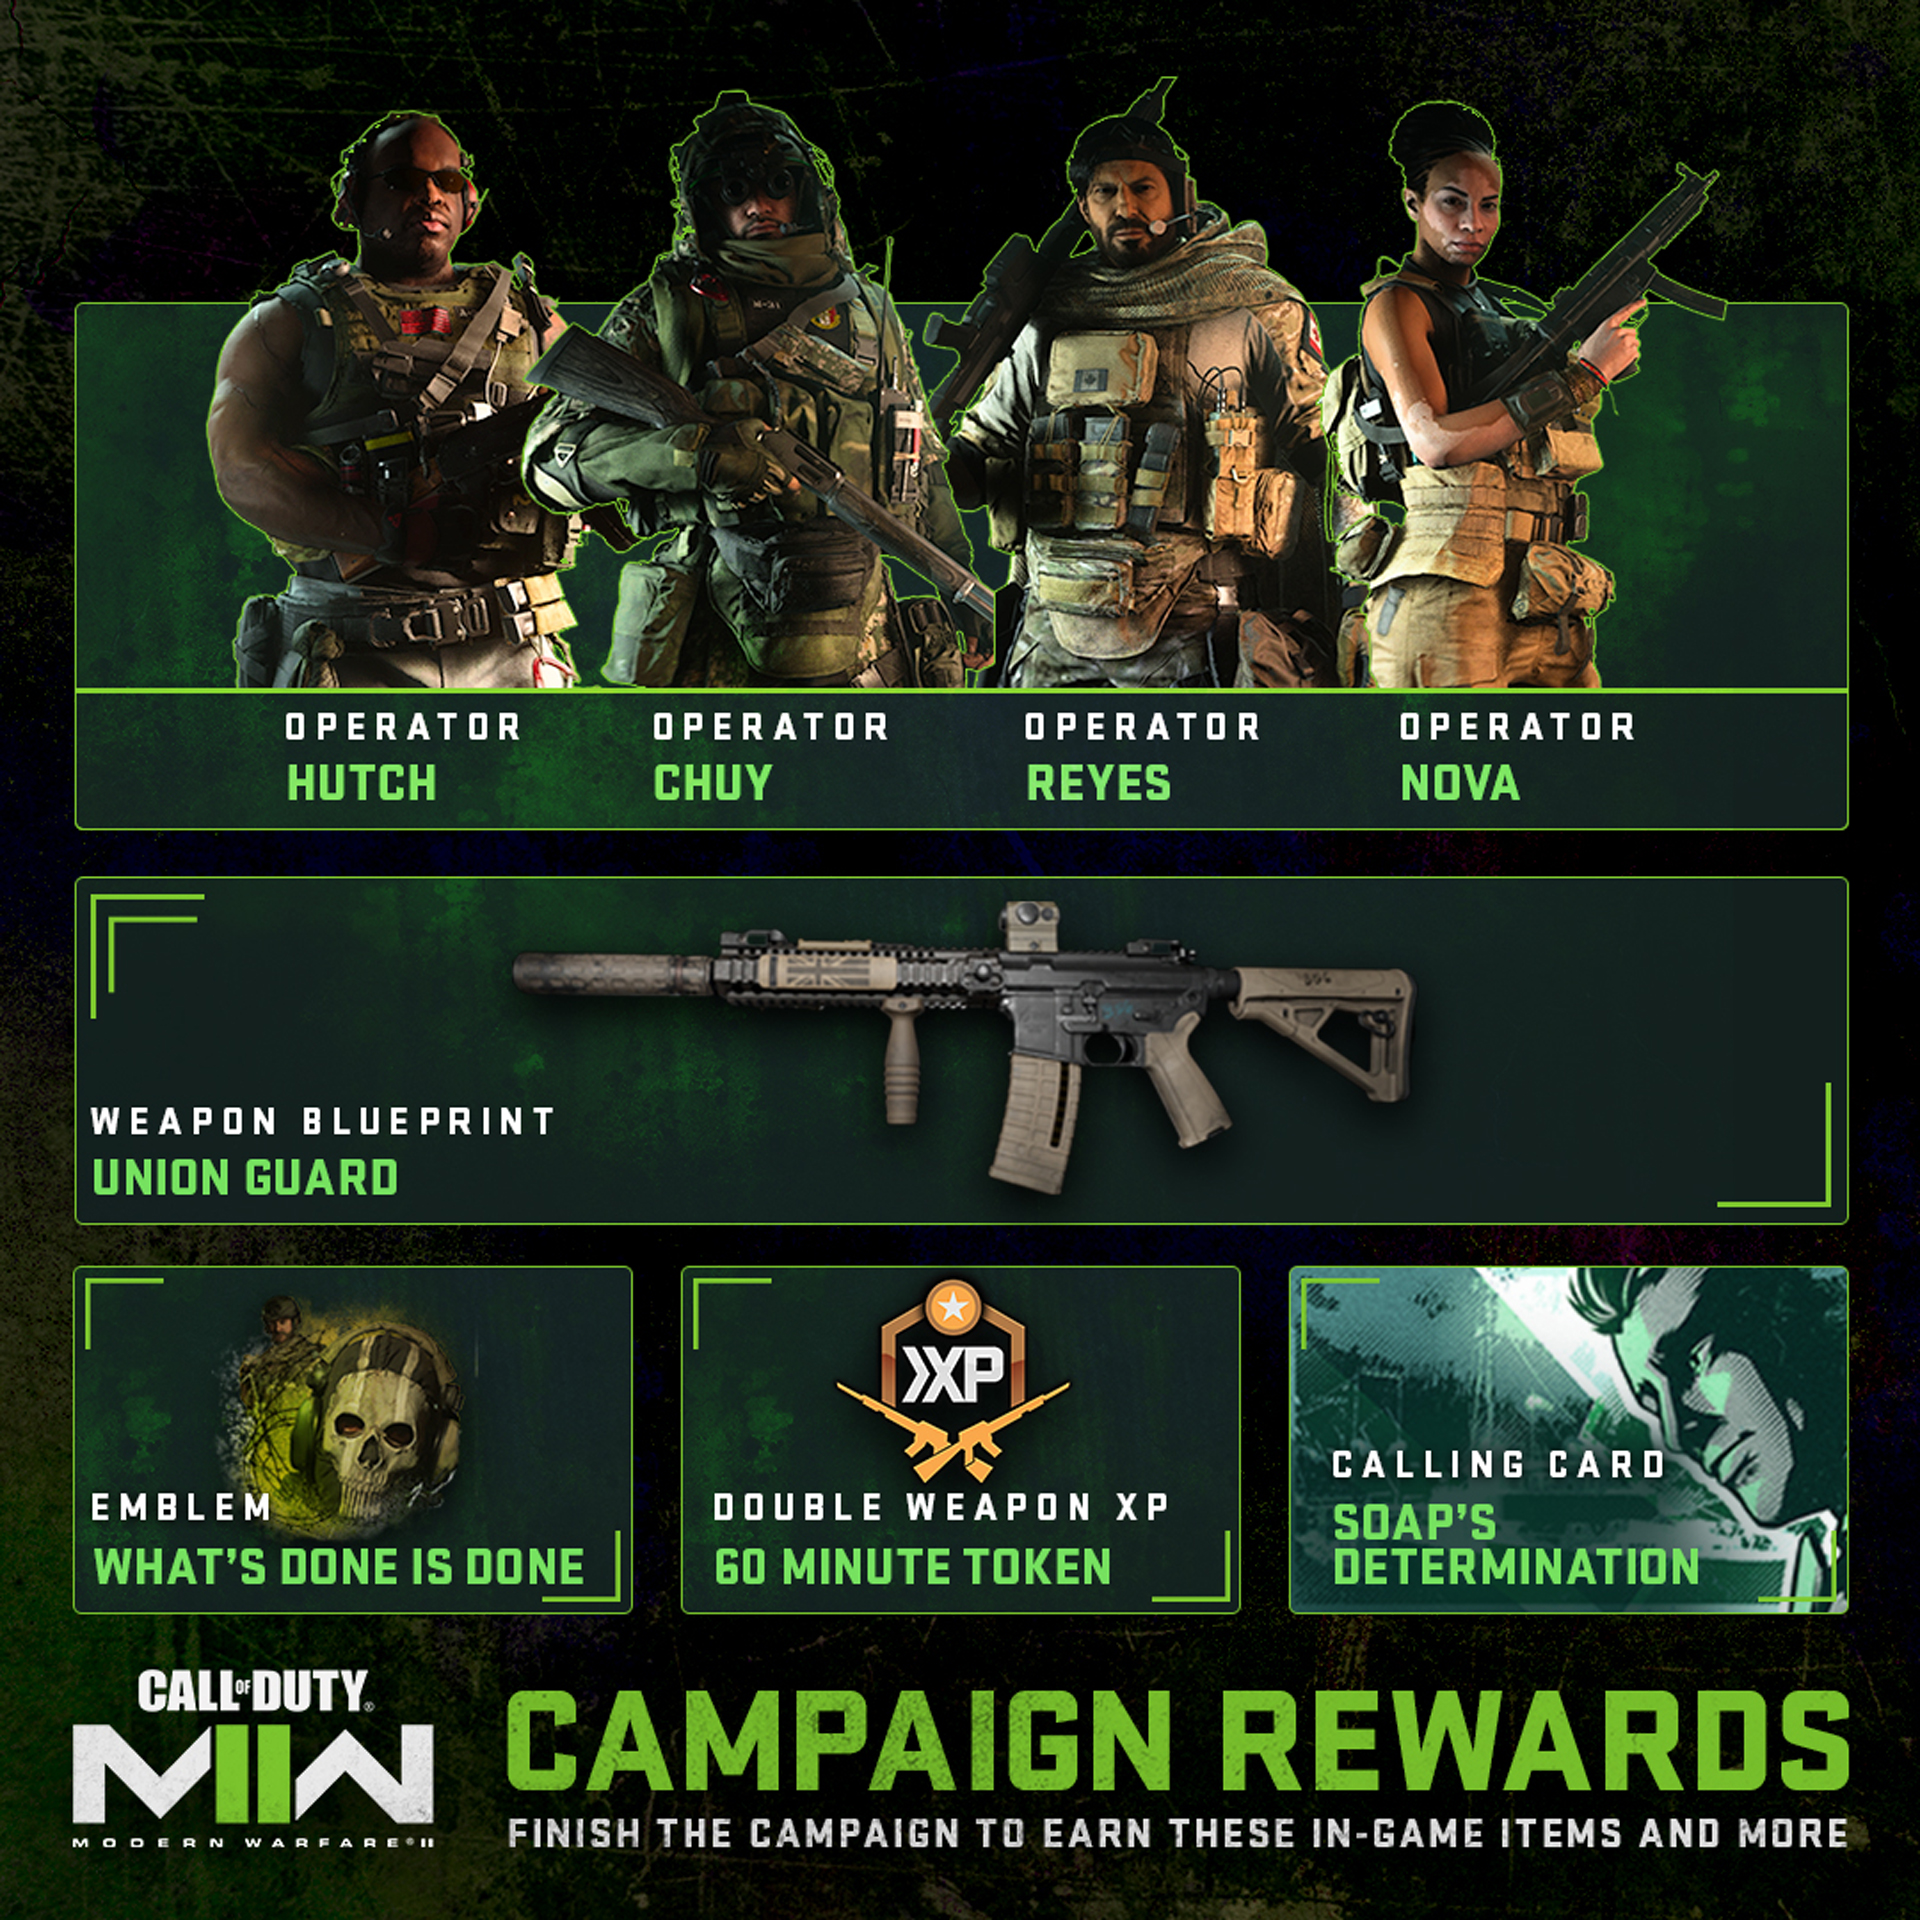 OPERATOR
HUTCH
OPERATOR
CHUY
OPERATOR
REYES
OPERATOR
NOVA
WEAPON BLUEPRINT
UNION GUARD
XP
EMBLEM
WHAT'S DONE IS DONE
DOUBLE WEAPON XP
60 MINUTE TOKEN
CALLING CARD
SOAP'S
DETERMINATION
CALL OF DUTY®
MIIW
MODERN WARFARE® II
CAMPAIGN REWARDS
FINISH THE CAMPAIGN TO EARN THESE IN-GAME ITEMS AND MORE